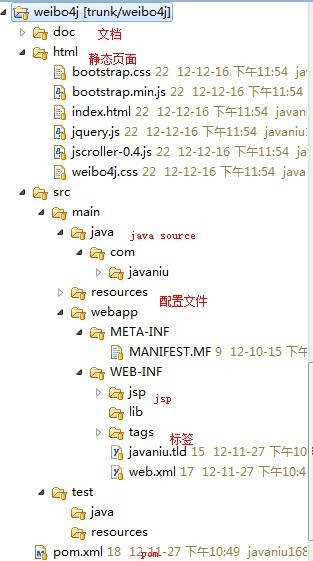 weibo4j [trunk/weibo4j]
doc 文档
html 静态页面
bootstrap.css 22 12-12-16 下午11:54 java
bootstrap.min.js 22 12-12-16 下午11:54 j
index.html 22 12-12-16 下午11:54 javaniu
jquery.js 22 12-12-16 下午11:54 javaniu1
jscroller-0.4.js 22 12-12-16 下午11:54 ja
weibo4j.css 22 12-12-16 下午11:54 javani
src
main
java java source
com
javaniu
resources 配置文件
webapp
META-INF
MANIFEST.MF 9 12-10-15 下午
WEB-INF
jsp jsp
lib
tags 标签
javaniu.tld 15 12-11-27 下午10
web.xml 17 12-11-27 下午10:4
test
java
resources
pom.xml 18 12-11-27 下午10:49 javaniu168
pom